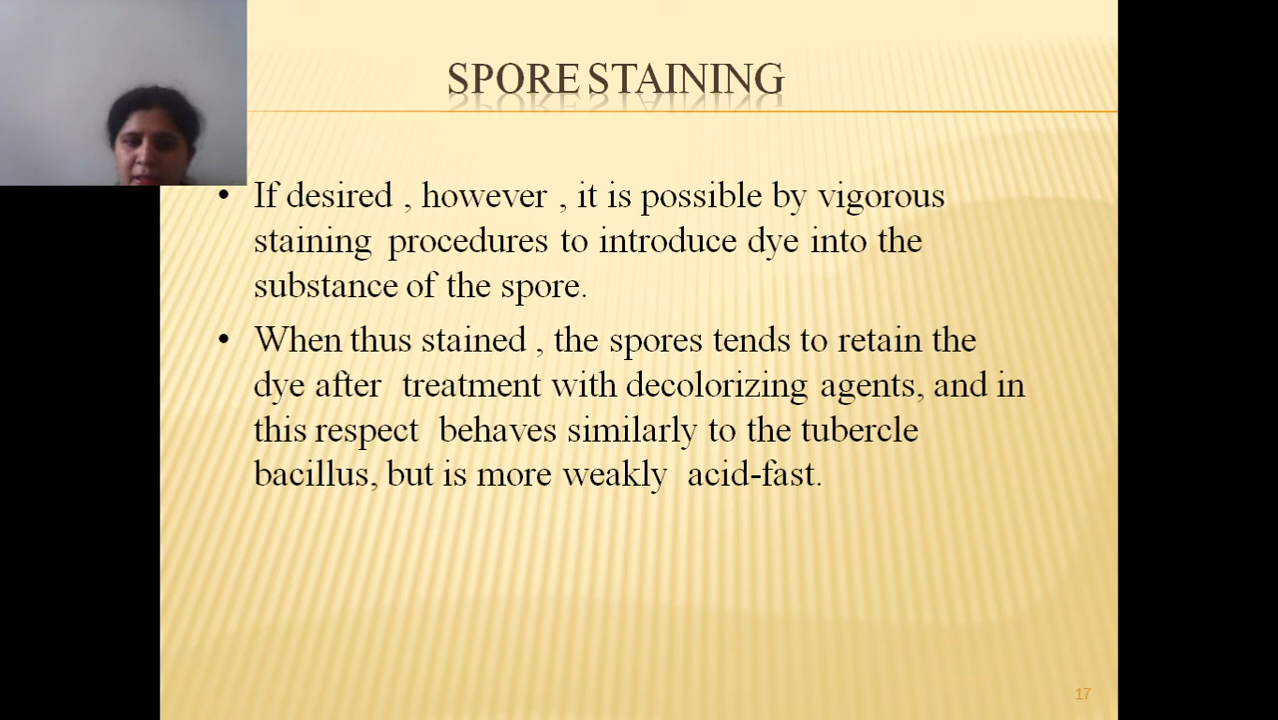 SPORE STAINING
• If desired , however , it is possible by vigorous
staining procedures to introduce dye into the
substance of the spore.
• When thus stained , the spores tends to retain the
dye after treatment with decolorizing agents, and in
this respect behaves similarly to the tubercle
bacillus, but is more weakly acid-fast.
17